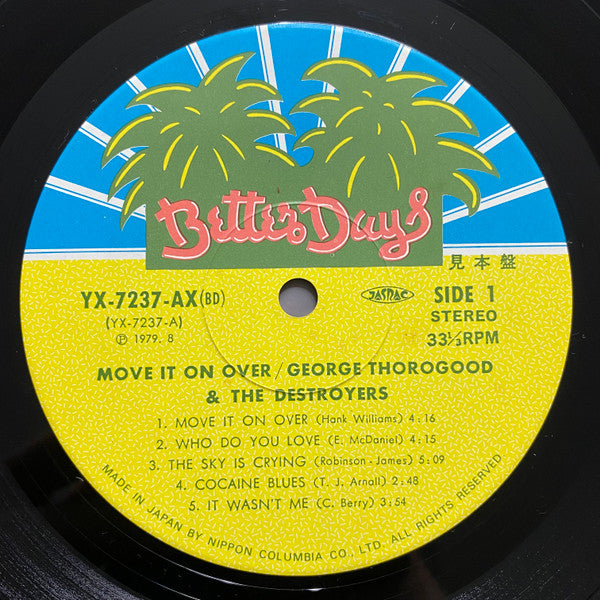 Better Days
見本盤
YX-7237-AX(BD)
(YX-7237-A)
Ⓟ 1979. 8
JASRAC
SIDE 1
STEREO
33⅓RPM
MOVE IT ON OVER/GEORGE THOROGOOD
& THE DESTROYERS
1. MOVE IT ON OVER (Hank Williams) 4:16
2. WHO DO YOU LOVE (E. McDaniel) 4:15
3. THE SKY IS CRYING (Robinson-James) 5:09
4. COCAINE BLUES (T. J. Arnall) 2:48
5. IT WASN'T ME (C. Berry) 3:54
MADE IN JAPAN BY NIPPON COLUMBIA CO., LTD. ALL RIGHTS RESERVED